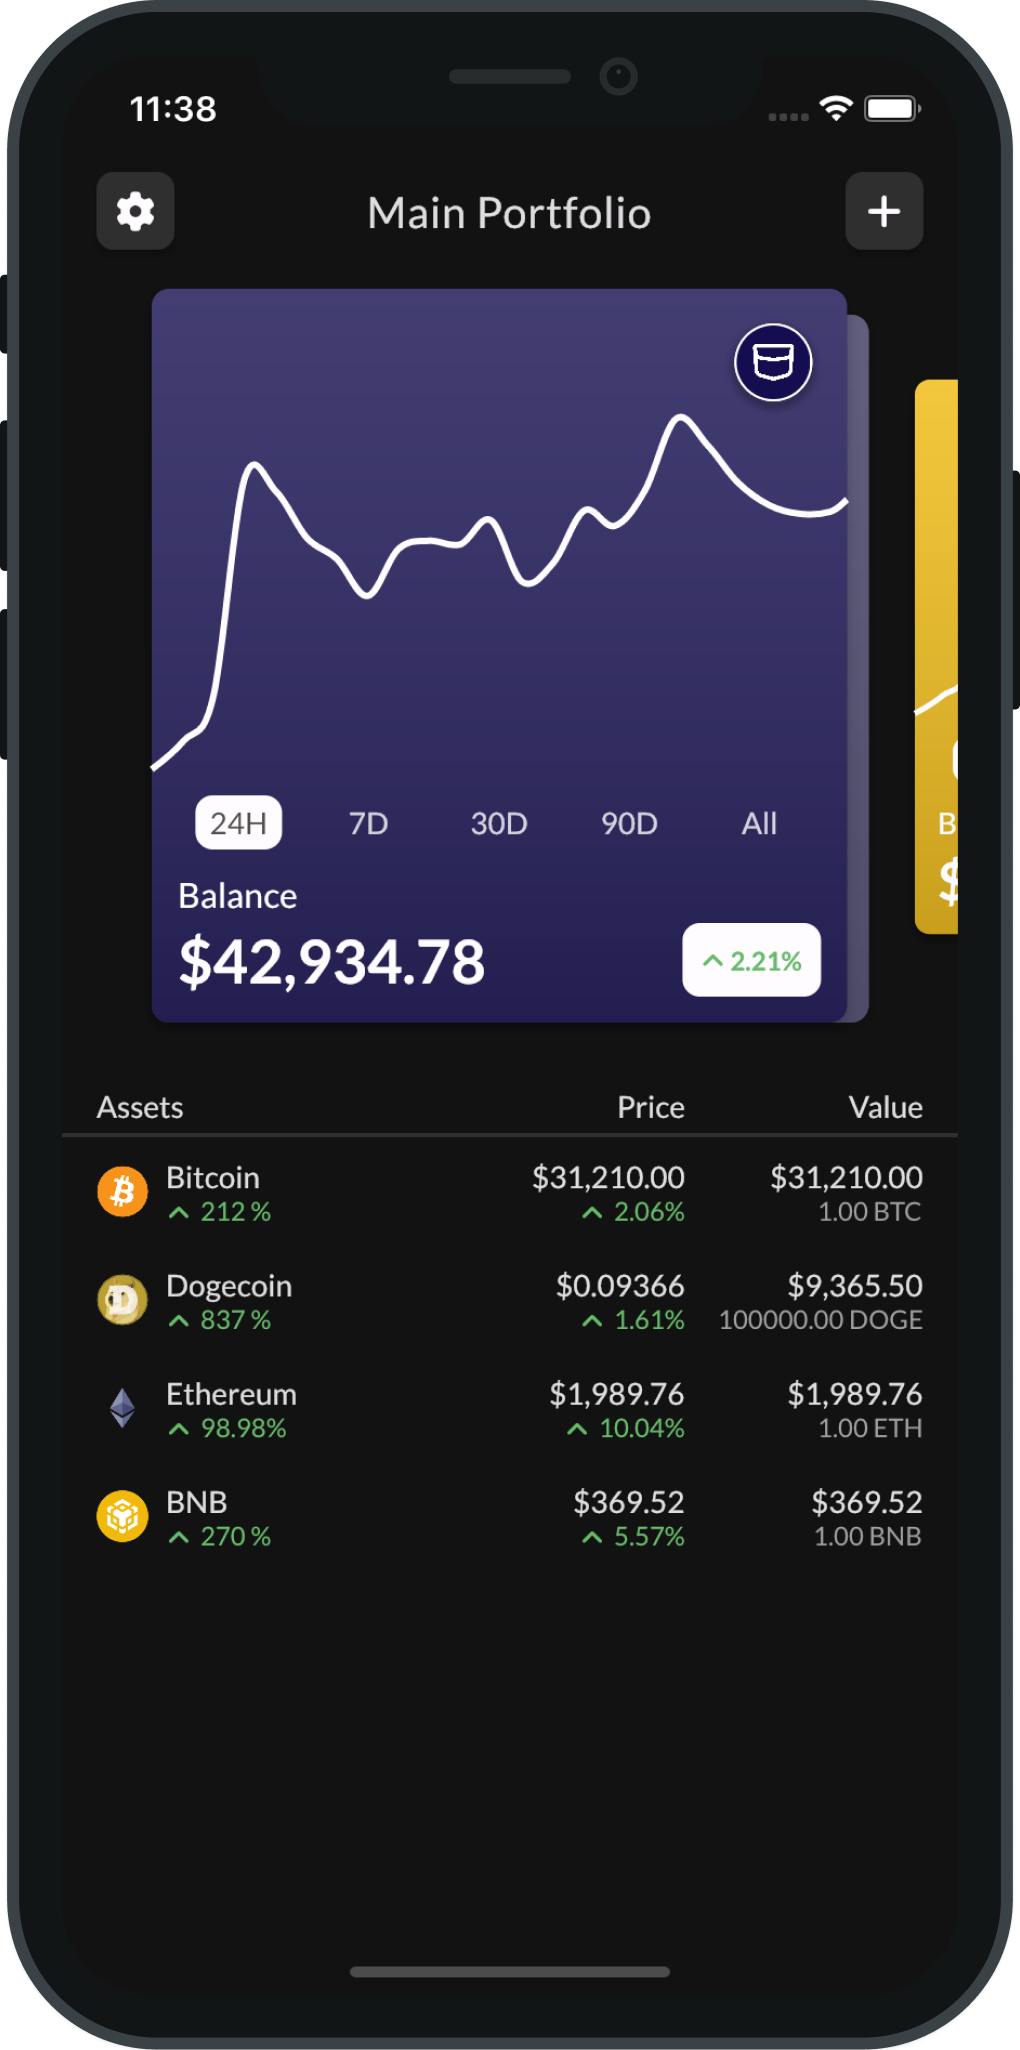 11:38
Main Portfolio
24H 7D 30D 90D All
Balance
$42,934.78
2.21%
B
$
Assets Price Value
Bitcoin $31,210.00 $31,210.00
212 % 2.06% 1.00 BTC
Dogecoin $0.09366 $9,365.50
837 % 1.61% 100000.00 DOGE
Ethereum $1,989.76 $1,989.76
98.98% 10.04% 1.00 ETH
BNB $369.52 $369.52
270 % 5.57% 1.00 BNB